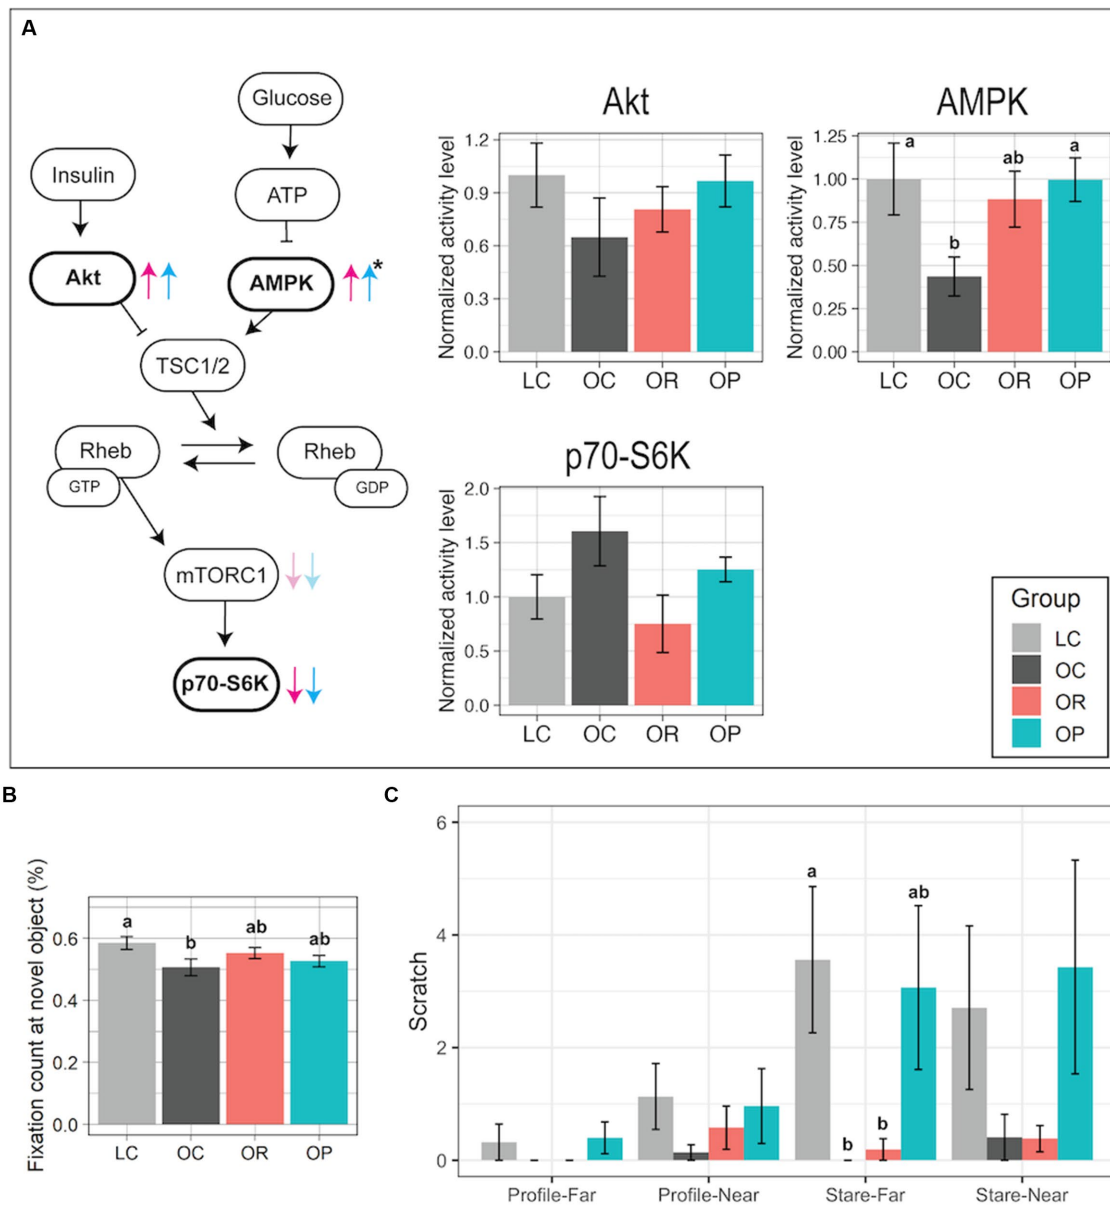 A
Glucose
Insulin
ATP
Akt
AMPK
*
TSC1/2
Rheb
GTP
Rheb
GDP
mTORC1
p70-S6K
Akt
Normalized activity level
1.2
0.9
0.6
0.3
0.0
LC OC OR OP
AMPK
Normalized activity level
1.25
1.00
0.75
0.50
0.25
0.00
a b ab a
LC OC OR OP
p70-S6K
Normalized activity level
2.0
1.5
1.0
0.5
0.0
LC OC OR OP
Group
LC
OC
OR
OP
B
Fixation count at novel object (%)
0.6
0.4
0.2
0.0
a b ab ab
LC OC OR OP
C
Scratch
6
4
2
0
a b b ab
Profile-Far Profile-Near Stare-Far Stare-Near